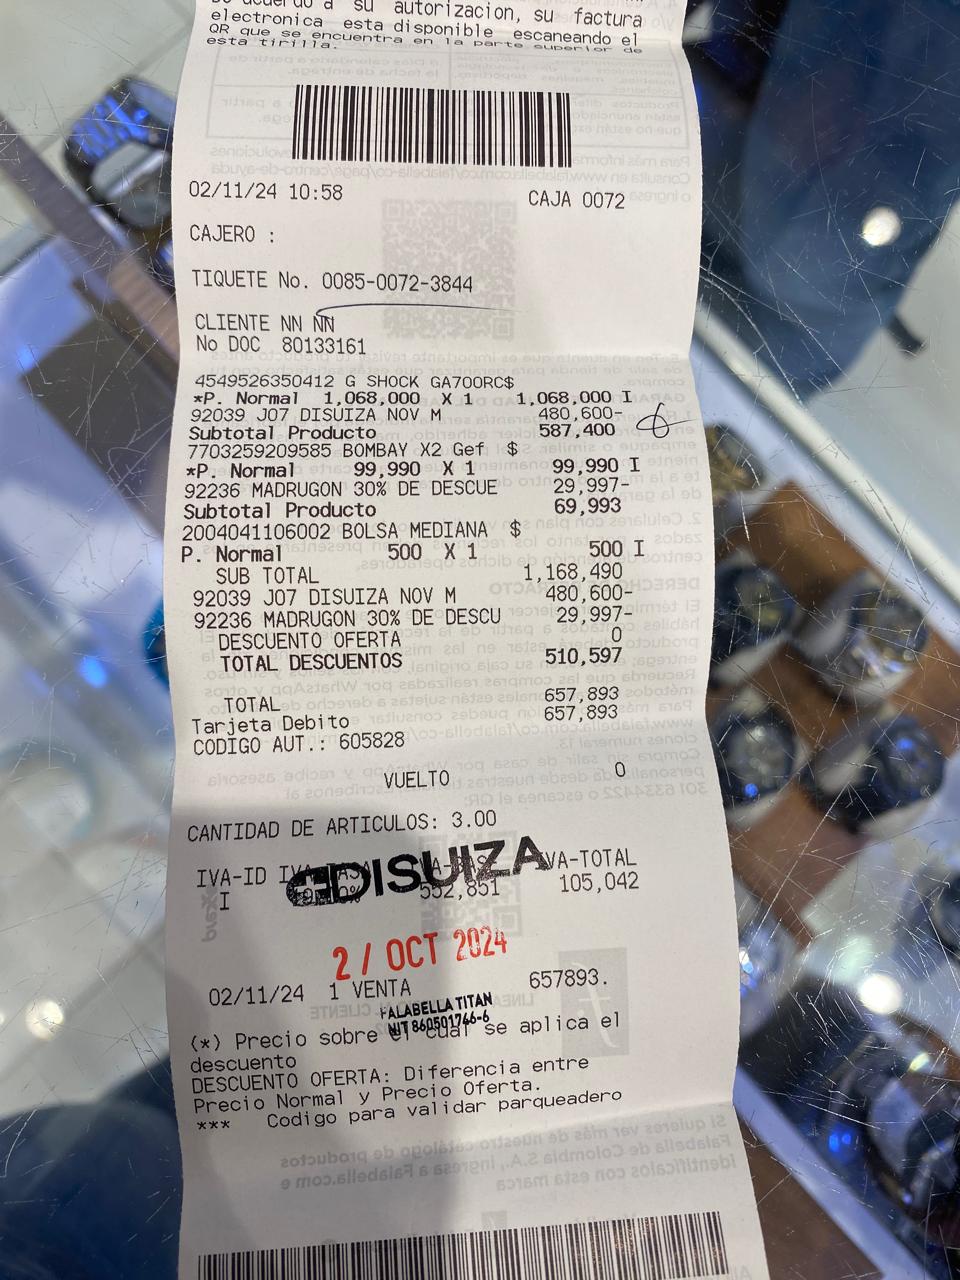 De acuerdo a su autorizacion, su factura
electronica esta disponible escaneando el
QR que se encuentra en la parte superior de
esta tirilla.
02/11/24 10:58 CAJA 0072
CAJERO :
TIQUETE No. 0085-0072-3844
CLIENTE NN NN
No DOC 80133161
4549526350412 G SHOCK GA700RC$
*P. Normal 1,068,000 X 1 1,068,000 I
92039 J07 DISUIZA NOV M 480,600-
Subtotal Producto 587,400
7703259209585 BOMBAY X2 Gef $
*P. Normal 99,990 X 1 99,990 I
92236 MADRUGON 30% DE DESCUE 29,997-
Subtotal Producto 69,993
2004041106002 BOLSA MEDIANA $
P. Normal 500 X 1 500 I
SUB TOTAL 1,168,490
92039 J07 DISUIZA NOV M 480,600-
92236 MADRUGON 30% DE DESCU 29,997-
DESCUENTO OFERTA 0
TOTAL DESCUENTOS 510,597
TOTAL 657,893
Tarjeta Debito 657,893
CODIGO AUT.: 605828
VUELTO 0
CANTIDAD DE ARTICULOS: 3.00
IVA-ID IVA-TOTAL
DISUIZA
I 552,851 105,042
2 / OCT 2024
02/11/24 1 VENTA 657893.
FALABELLA TITAN
NIT 860501746-6
(*) Precio sobre el cual se aplica el
descuento
DESCUENTO OFERTA: Diferencia entre
Precio Normal y Precio Oferta.
*** Codigo para validar parqueadero